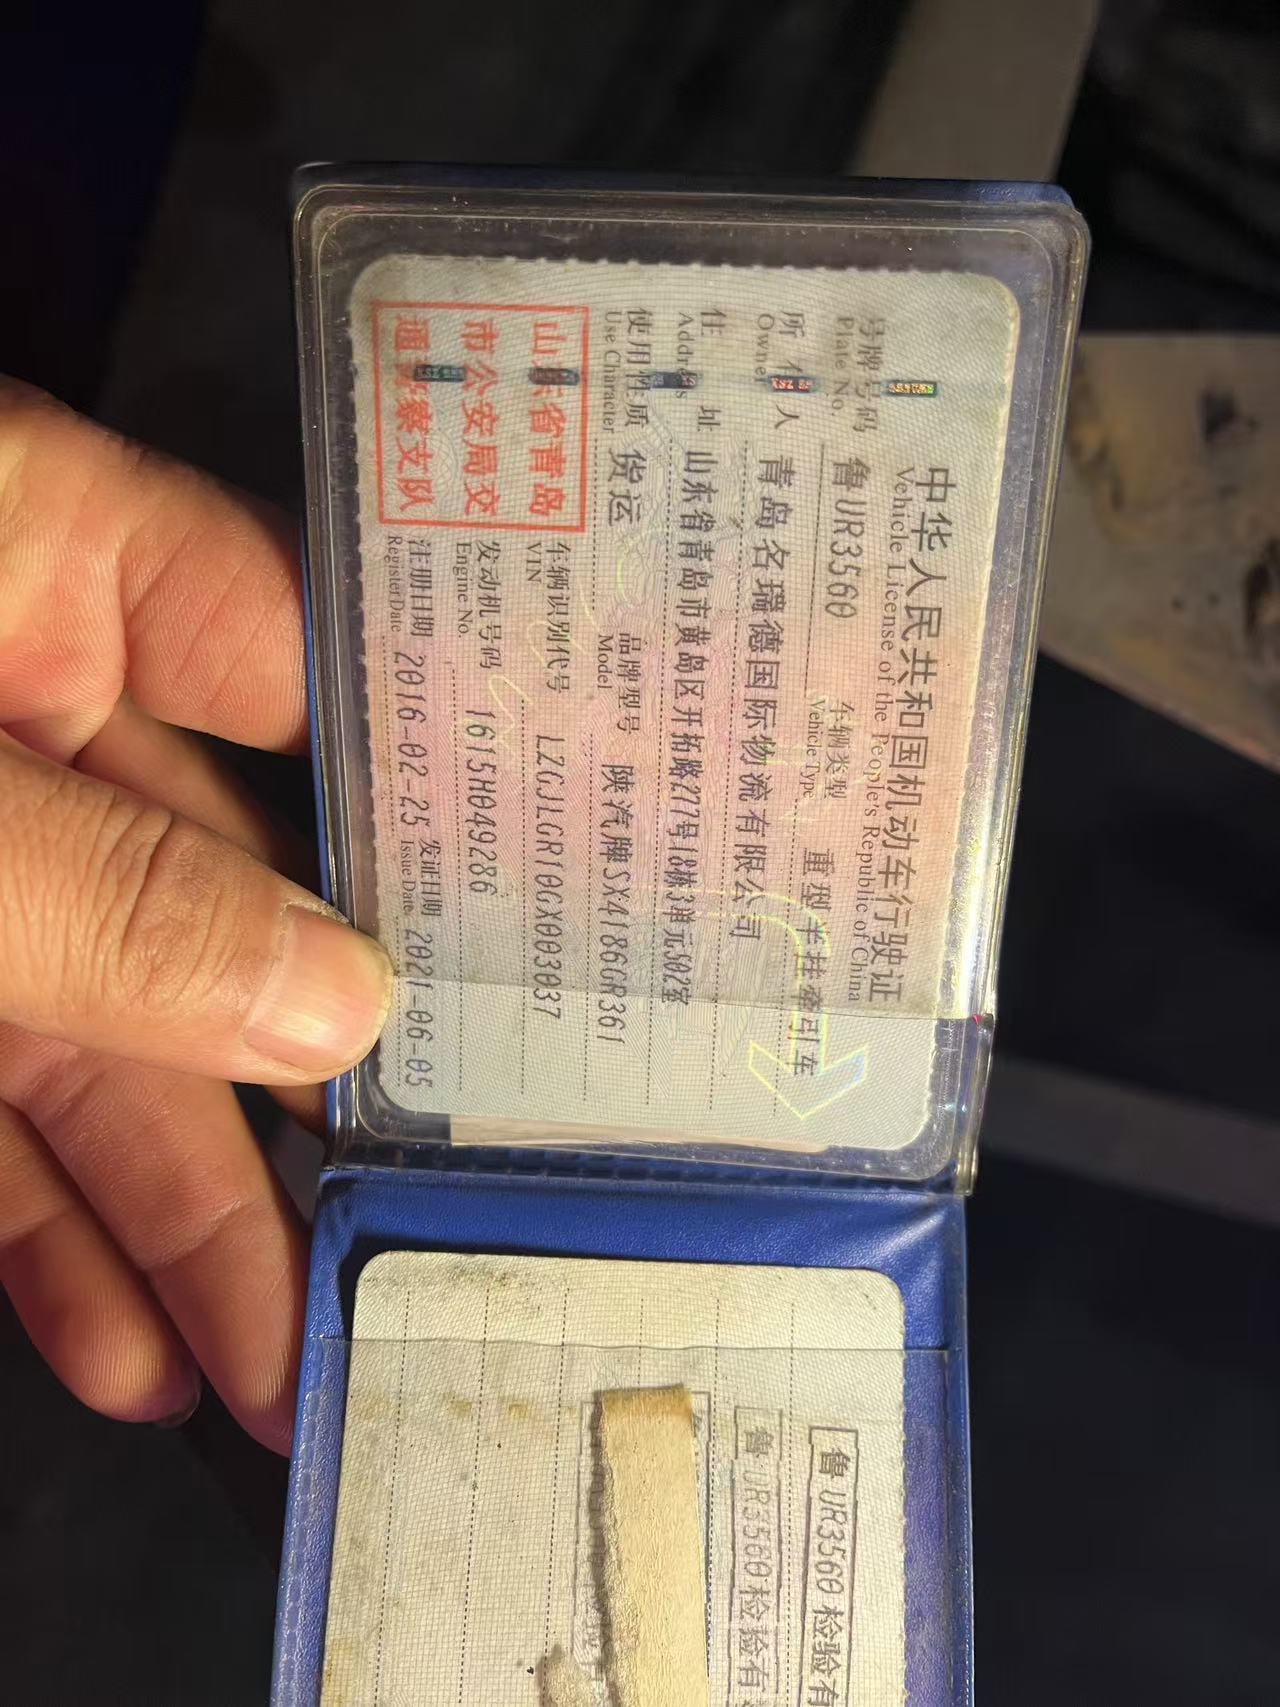 中华人民共和国机动车行驶证
Vehicle License of the People's Republic of China
号牌号码 鲁UR3560 车辆类型 重型半挂牵引车
Plate No. Vehicle Type
所有人 青岛名瑞德国际物流有限公司
Owner
住址 山东省青岛市黄岛区开拓路277号18栋3单元502室
Address
使用性质 货运 品牌型号 陕汽牌SX4186GR361
Use Character Model
山东省青岛
市公安局交
通警察支队
车辆识别代号 LZGJLGR10GX000307
VIN
发动机号码 1615H049286
Engine No.
注册日期 2016-02-25 发证日期 2021-06-05
Register Date Issue Date
鲁UR3560检验有
鲁UR3560检验有